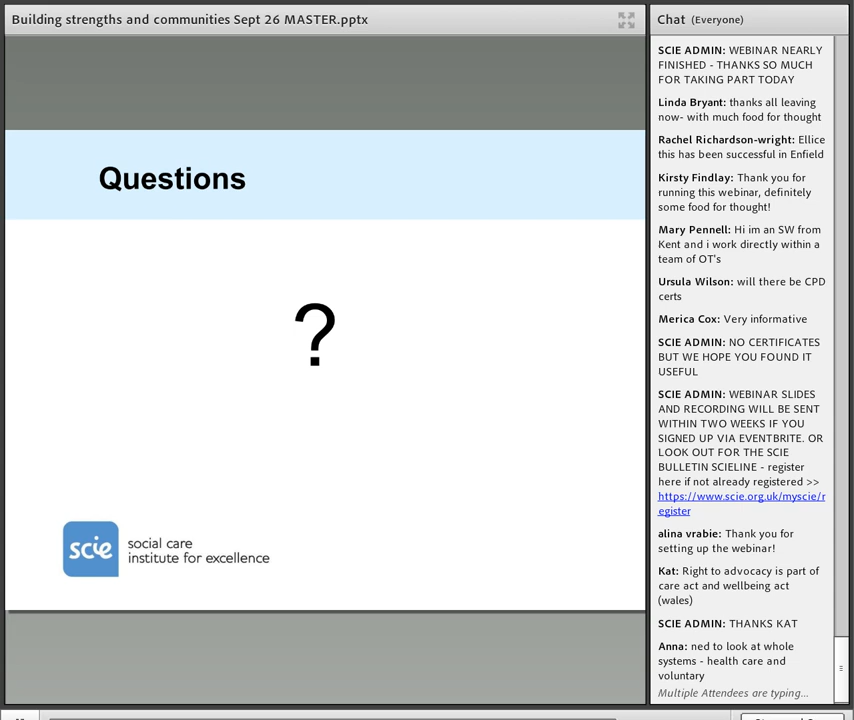 Building strengths and communities Sept 26 MASTER.pptx
Questions
?
scie
social care
institute for excellence
Chat (Everyone)
SCIE ADMIN: WEBINAR NEARLY
FINISHED - THANKS SO MUCH
FOR TAKING PART TODAY
Linda Bryant: thanks all leaving
now- with much food for thought
Rachel Richardson-wright: Ellice
this has been successful in Enfield
Kirsty Findlay: Thank you for
running this webinar, definitely
some food for thought!
Mary Pennell: Hi im an SW from
Kent and i work directly within a
team of OT's
Ursula Wilson: will there be CPD
certs
Merica Cox: Very informative
SCIE ADMIN: NO CERTIFICATES
BUT WE HOPE YOU FOUND IT
USEFUL
SCIE ADMIN: WEBINAR SLIDES
AND RECORDING WILL BE SENT
WITHIN TWO WEEKS IF YOU
SIGNED UP VIA EVENTBRITE. OR
LOOK OUT FOR THE SCIE
BULLETIN SCIELINE - register
here if not already registered >>
https://www.scie.org.uk/myscie/r
egister
alina vrabie: Thank you for
setting up the webinar!
Kat: Right to advocacy is part of
care act and wellbeing act
(wales)
SCIE ADMIN: THANKS KAT
Anna: ned to look at whole
systems - health care and
voluntary
Multiple Attendees are typing...